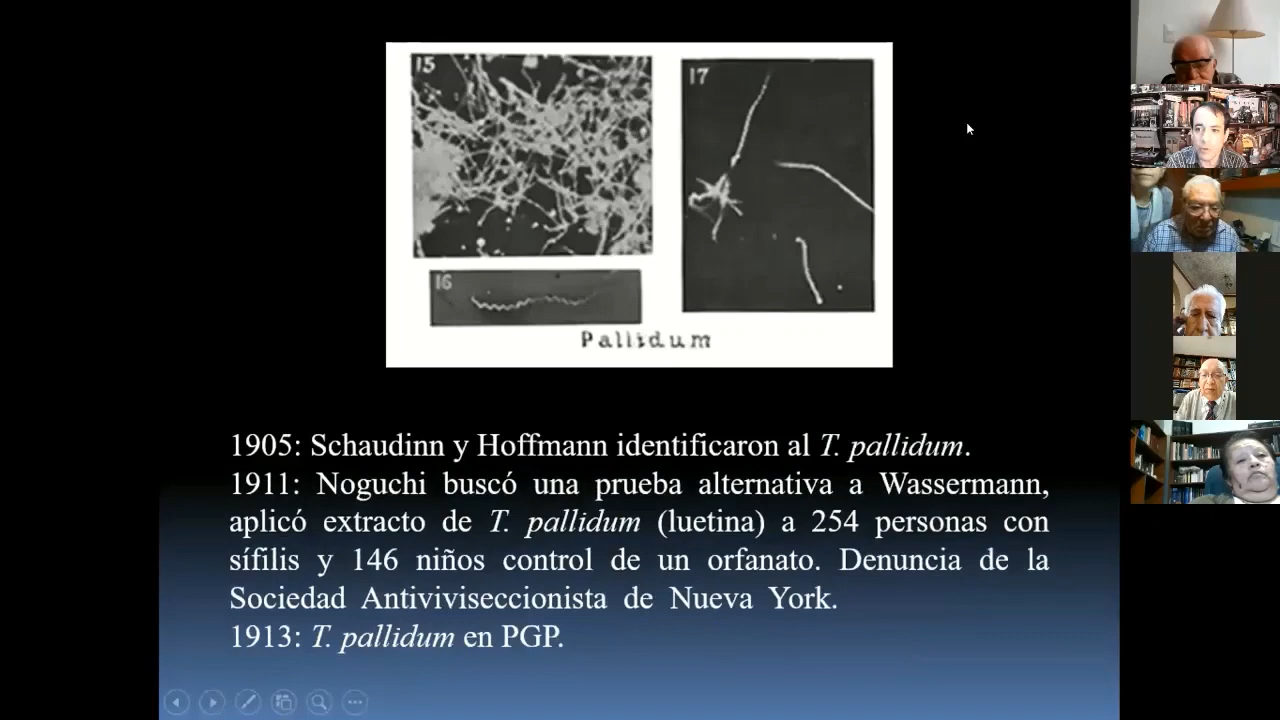 15
17
16
Pallidum
1905: Schaudinn y Hoffmann identificaron al T. pallidum.
1911: Noguchi buscó una prueba alternativa a Wassermann,
aplicó extracto de T. pallidum (luetina) a 254 personas con
sífilis y 146 niños control de un orfanato. Denuncia de la
Sociedad Antiviviseccionista de Nueva York.
1913: T. pallidum en PGP.